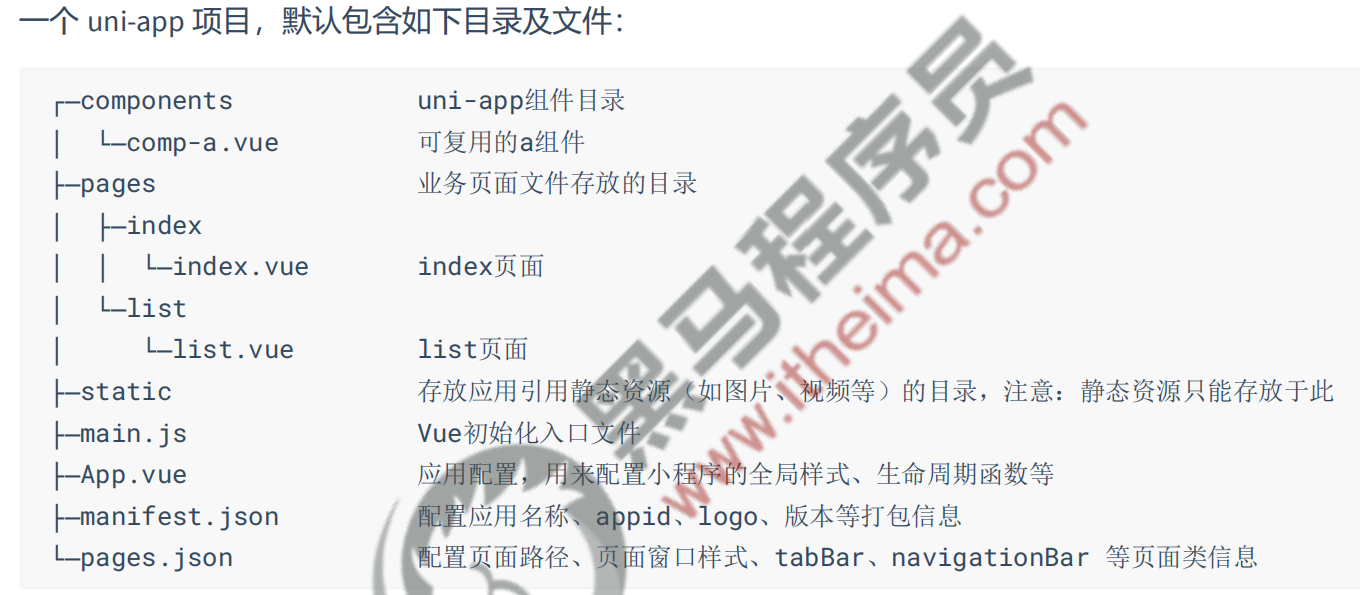 一个 uni-app 项目，默认包含如下目录及文件：
┌─components uni-app组件目录
│ └─comp-a.vue 可复用的a组件
├─pages 业务页面文件存放的目录
│ ├─index
│ │ └─index.vue index页面
│ └─list
│ └─list.vue list页面
├─static 存放应用引用静态资源（如图片、视频等）的目录，注意：静态资源只能存放于此
├─main.js Vue初始化入口文件
├─App.vue 应用配置，用来配置小程序的全局样式、生命周期函数等
├─manifest.json 配置应用名称、appid、logo、版本等打包信息
└─pages.json 配置页面路径、页面窗口样式、tabBar、navigationBar 等页面类信息
黑马程序员
www.itheima.com